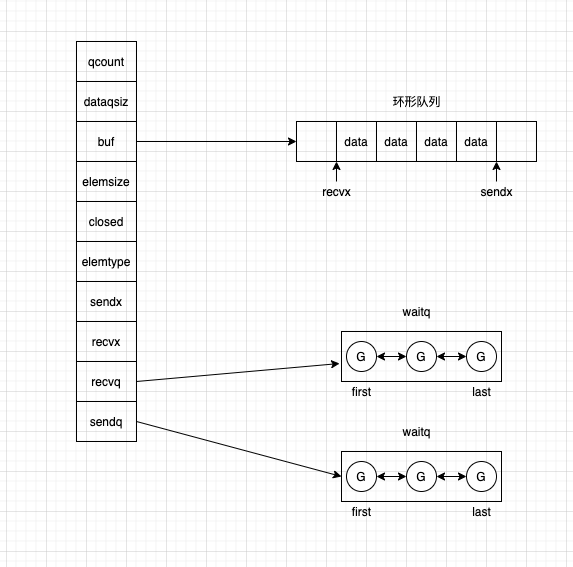 qcount
dataqsiz
buf
elemsize
closed
elemtype
sendx
recvx
recvq
sendq
环形队列
data data data data
recvx sendx
waitq
G G G
first last
waitq
G G G
first last